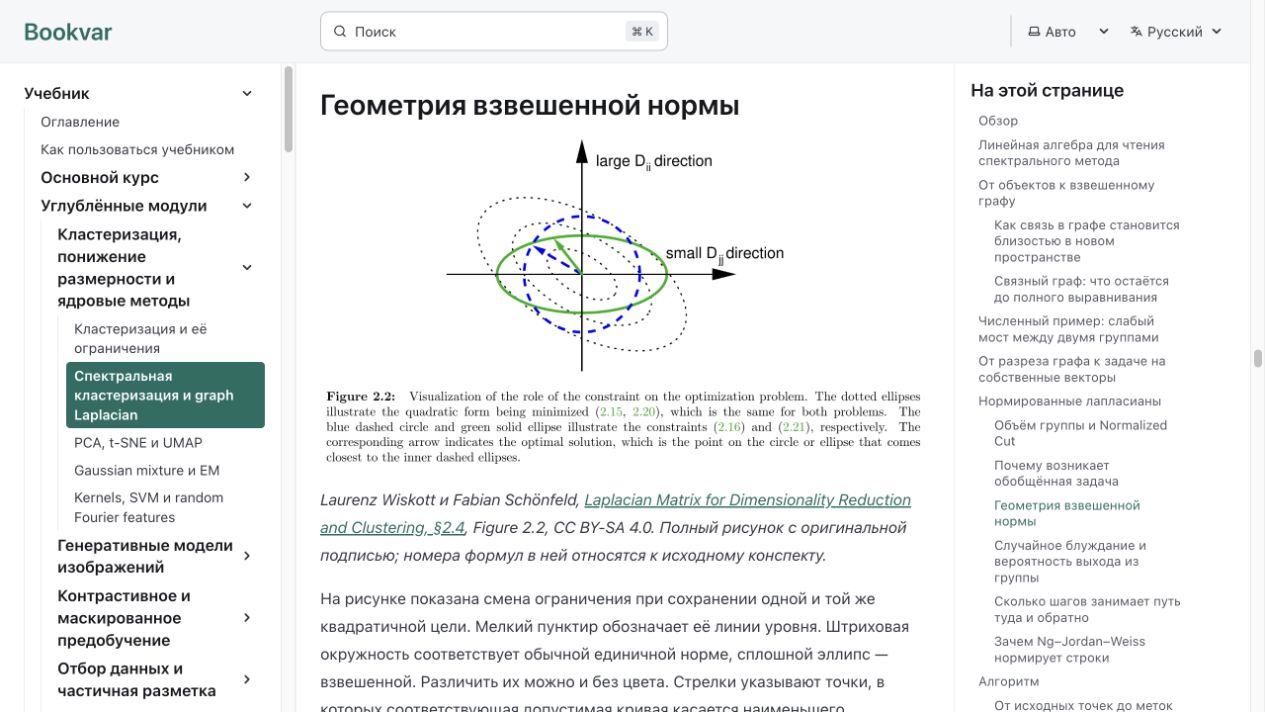 Bookvar
Поиск
⌘ K
Авто
Русский
Учебник
Оглавление
Как пользоваться учебником
Основной курс
Углублённые модули
Кластеризация,
понижение
размерности и
ядровые методы
Кластеризация и её
ограничения
Спектральная
кластеризация и graph
Laplacian
PCA, t-SNE и UMAP
Gaussian mixture и EM
Kernels, SVM и random
Fourier features
Генеративные модели
изображений
Контрастивное и
маскированное
предобучение
Отбор данных и
частичная разметка
Геометрия взвешенной нормы
large Dii direction
small Djj direction
Figure 2.2: Visualization of the role of the constraint on the optimization problem. The dotted ellipses
illustrate the quadratic form being minimized (2.15, 2.20), which is the same for both problems. The
blue dashed circle and green solid ellipse illustrate the constraints (2.16) and (2.21), respectively. The
corresponding arrow indicates the optimal solution, which is the point on the circle or ellipse that comes
closest to the inner dashed ellipses.
Laurenz Wiskott и Fabian Schönfeld, Laplacian Matrix for Dimensionality Reduction
and Clustering, §2.4, Figure 2.2, CC BY-SA 4.0. Полный рисунок с оригинальной
подписью; номера формул в ней относятся к исходному конспекту.
На рисунке показана смена ограничения при сохранении одной и той же
квадратичной цели. Мелкий пунктир обозначает её линии уровня. Штриховая
окружность соответствует обычной единичной норме, сплошной эллипс —
взвешенной. Различить их можно и без цвета. Стрелки указывают точки, в
которых соответствующая допустимая кривая касается наименьшего
На этой странице
Обзор
Линейная алгебра для чтения
спектрального метода
От объектов к взвешенному
графу
Как связь в графе становится
близостью в новом
пространстве
Связный граф: что остаётся
до полного выравнивания
Численный пример: слабый
мост между двумя группами
От разреза графа к задаче на
собственные векторы
Нормированные лапласианы
Объём группы и Normalized
Cut
Почему возникает
обобщённая задача
Геометрия взвешенной
нормы
Случайное блуждание и
вероятность выхода из
группы
Сколько шагов занимает путь
туда и обратно
Зачем Ng–Jordan–Weiss
нормирует строки
Алгоритм
От исходных точек до меток